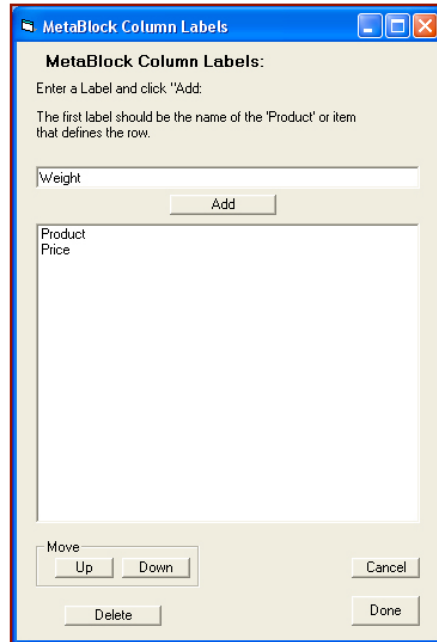 MetaBlock Column Labels
MetaBlock Column Labels:
Enter a Label and click "Add:
The first label should be the name of the 'Product' or item
that defines the row.
Weight
Add
Product
Price
Move
Up Down
Cancel
Delete
Done